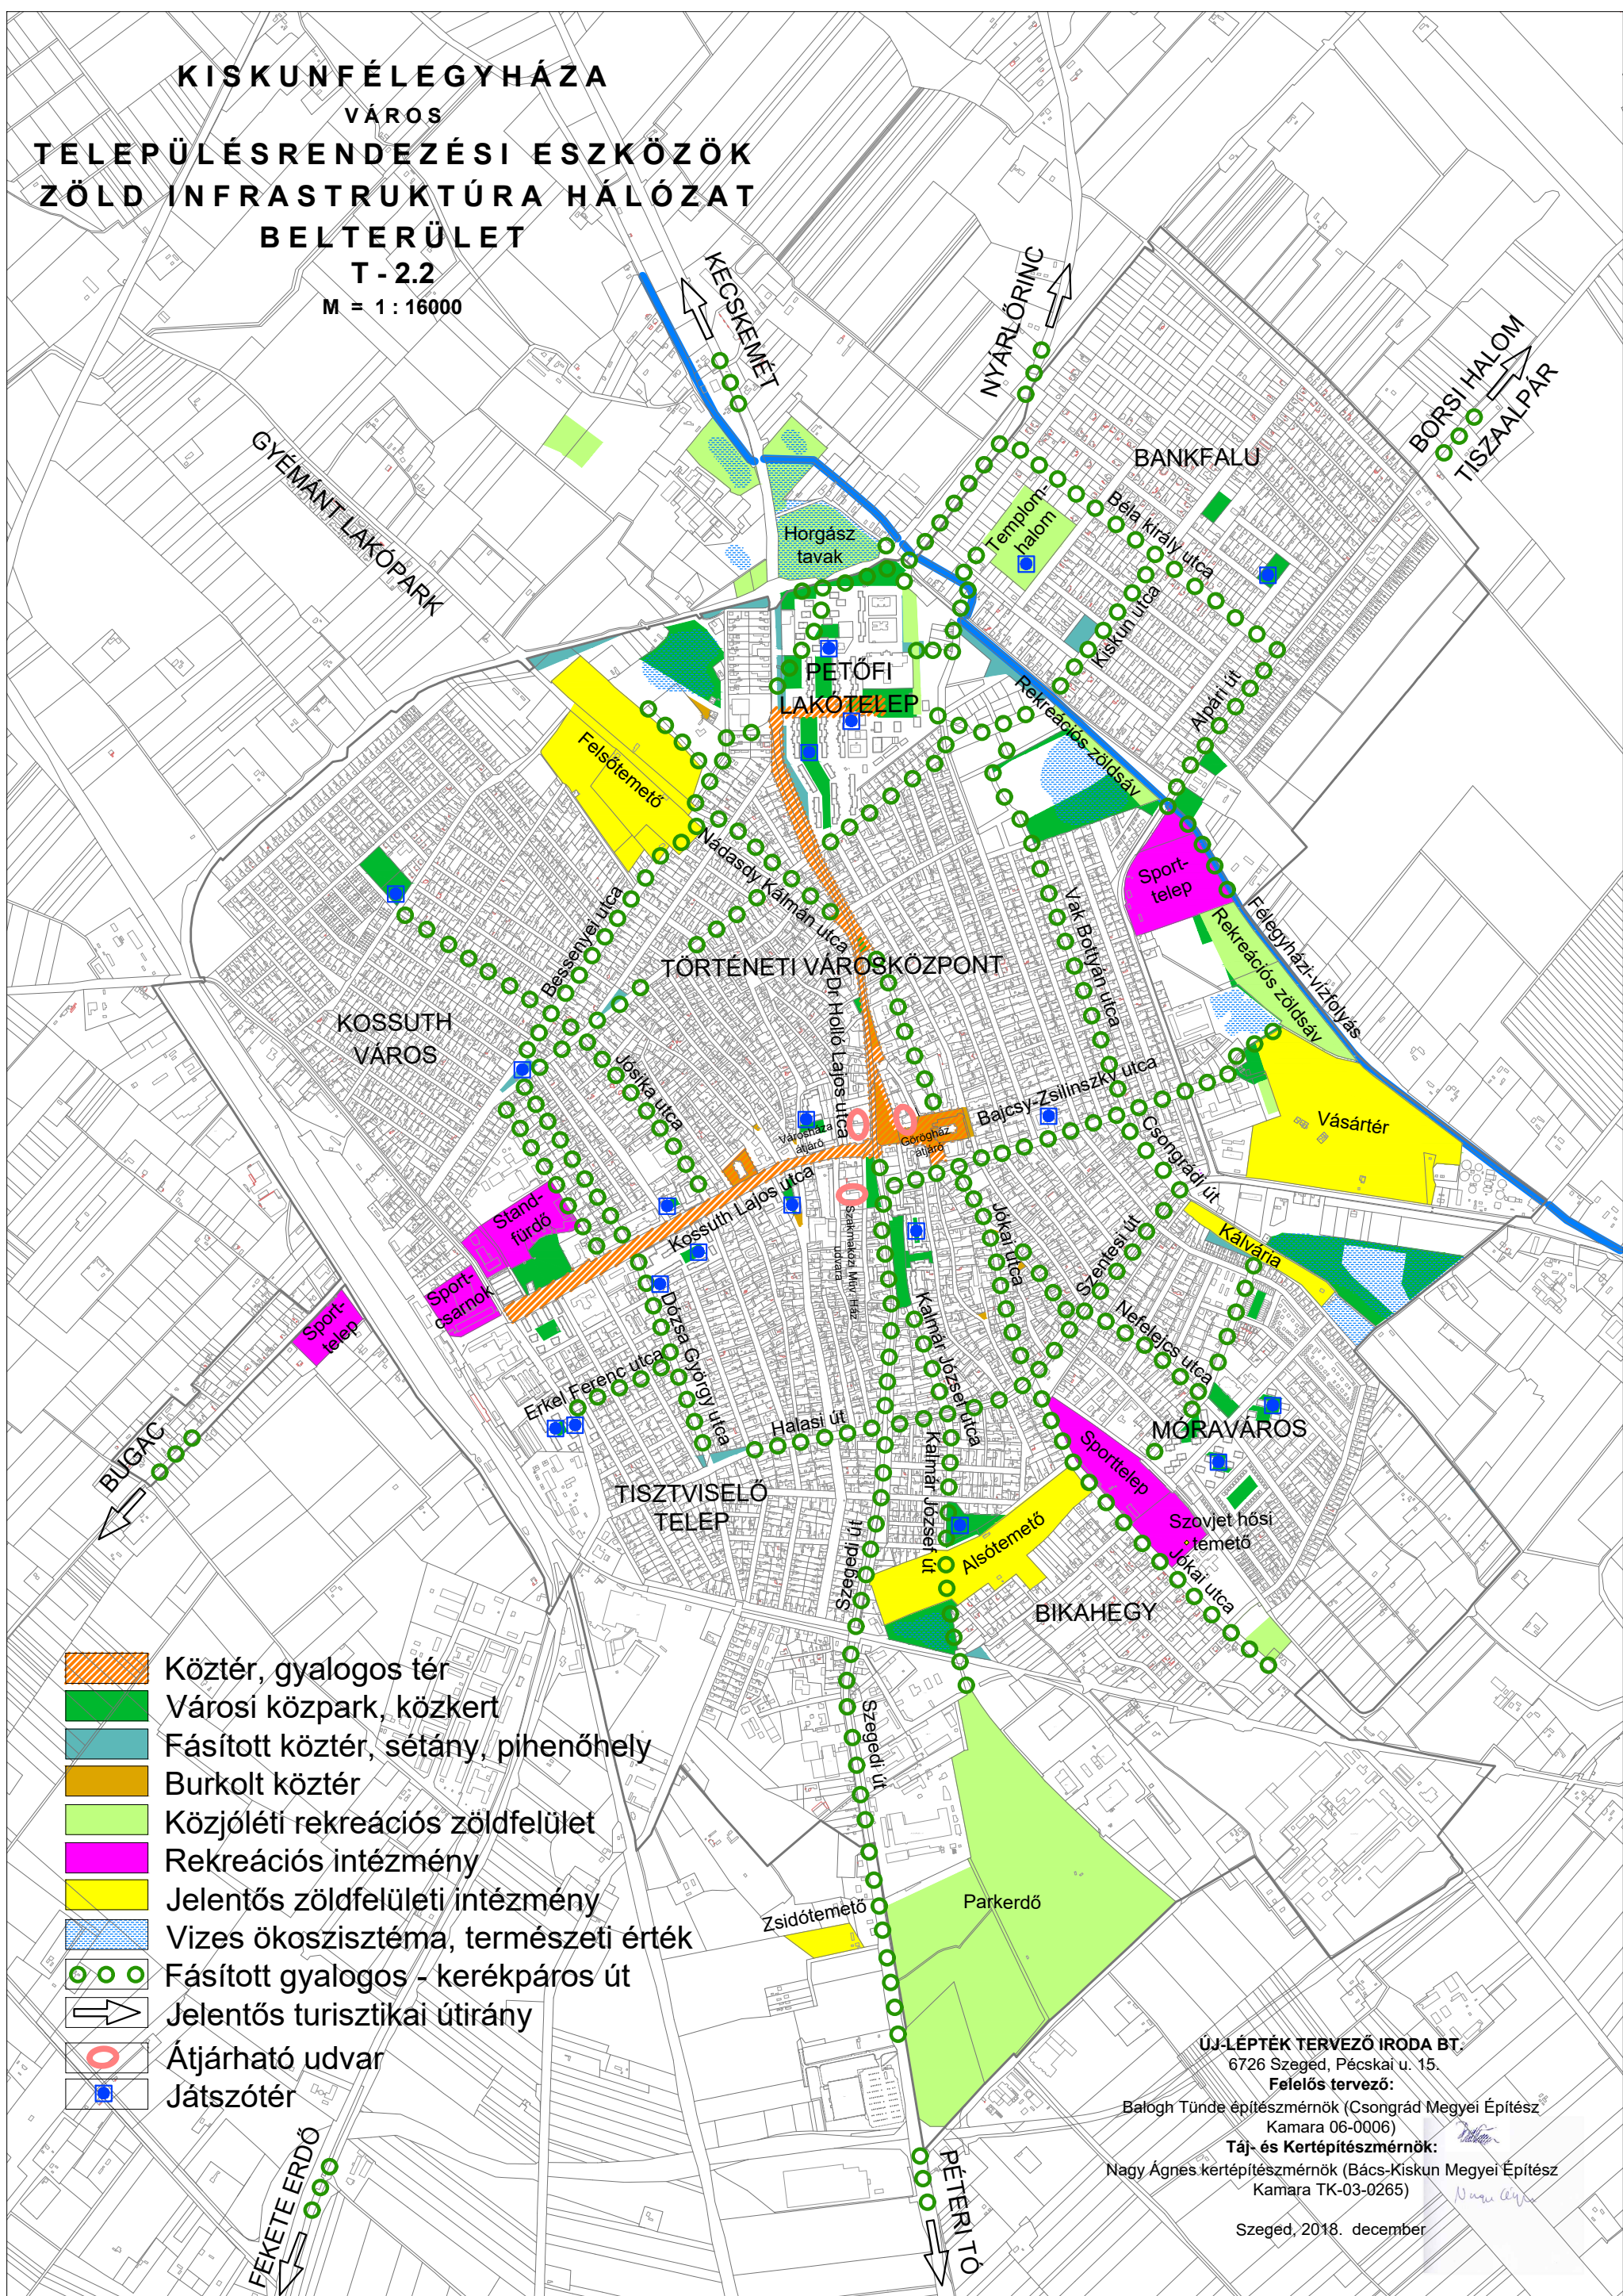 KISKUNFÉLEGYHÁZA
VÁROS
TELEPÜLÉSRENDEZÉSI ESZKÖZÖK
ZÖLD INFRASTRUKTÚRA HÁLÓZAT
BELTERÜLET
T - 2.2
M = 1 : 16000
KECSKEMÉT
NYÁRLŐRINC
BORSI HALOM
TISZAALPÁR
GYÉMÁNT LAKÓPARK
BANKFALU
Horgász
tavak
Templom-
halom
Béla király utca
Kiskun utca
PETŐFI
LAKÓTELEP
Rekreációs zöldsáv
Alpári út
Felsőtemető
Nádasdy Kálmán utca
Sport-
telep
Vak Bottyán utca
Bessenyei utca
Félegyházi-vízfolyás
Rekreációs zöldsáv
TÖRTÉNETI VÁROSKÖZPONT
Dr Holló Lajos utca
KOSSUTH
VÁROS
Jósika utca
Bajcsy-Zsilinszky utca
Városháza
átjáró
Görögház
átjáró
Vásártér
Csongrádi út
Stand-
fürdő
Kossuth Lajos utca
Szakmaközi Műv. Ház
udvara
Jókai utca
Szentesi út
Kálvária
Sport-
csarnok
Sport-
telep
Dózsa György utca
Kalmár József utca
Nefelejcs utca
Erkel Ferenc utca
Halasi út
MÓRAVÁROS
BUGAC
Sporttelep
Kalmár József út
TISZTVISELŐ
TELEP
Szovjet hősi
temető
Alsótemető
Szegedi út
Jókai utca
BIKAHEGY
Szegedi út
Köztér, gyalogos tér
Városi közpark, közkert
Fásított köztér, sétány, pihenőhely
Burkolt köztér
Közjóléti rekreációs zöldfelület
Rekreációs intézmény
Jelentős zöldfelületi intézmény
Vizes ökoszisztéma, természeti érték
Fásított gyalogos - kerékpáros út
Jelentős turisztikai útirány
Átjárható udvar
Játszótér
Zsidótemető
Parkerdő
FEKETE ERDŐ
PÉTERI TÓ
ÚJ-LÉPTÉK TERVEZŐ IRODA BT.
6726 Szeged, Pécskai u. 15.
Felelős tervező:
Balogh Tünde építészmérnök (Csongrád Megyei Építész
Kamara 06-0006)
Táj- és Kertépítészmérnök:
Nagy Ágnes kertépítészmérnök (Bács-Kiskun Megyei Építész
Kamara TK-03-0265)
Szeged, 2018. december